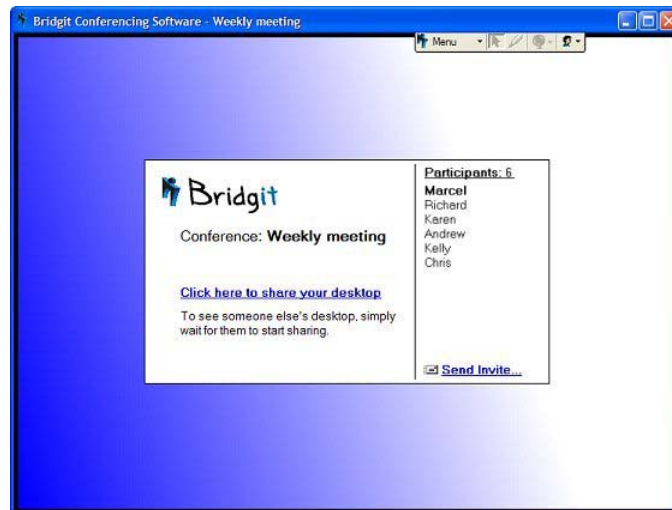 Bridgit Conferencing Software - Weekly meeting
Menu
Bridgit
Conference: Weekly meeting
Click here to share your desktop
To see someone else's desktop, simply
wait for them to start sharing.
Participants: 6
Marcel
Richard
Karen
Andrew
Kelly
Chris
Send Invite...